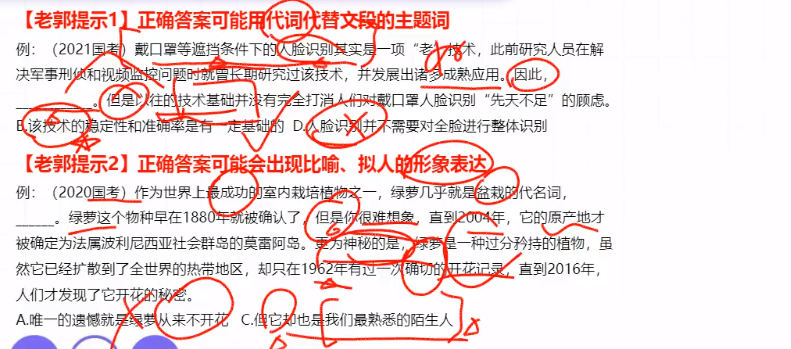 【老郭提示1】正确答案可能用代词代替文段的主题词
例：（2021国考）戴口罩等遮挡条件下的人脸识别其实是一项“老”技术，此前研究人员在解
决军事刑侦和视频监控问题时就曾长期研究过该技术，并发展出诸多成熟应用。因此，
____________。但是以往的技术基础并没有完全打消人们对戴口罩人脸识别“先天不足”的顾虑。
B.该技术的稳定性和准确率是有一定基础的 D.人脸识别并不需要对全脸进行整体识别
【老郭提示2】正确答案可能会出现比喻、拟人的形象表达
例：（2020国考）作为世界上最成功的室内栽培植物之一，绿萝几乎就是盆栽的代名词，
______。绿萝这个物种早在1880年就被确认了，但是你很难想象，直到2004年，它的原产地才
被确定为法属波利尼西亚社会群岛的莫雷阿岛。更为神秘的是，绿萝是一种过分矜持的植物，虽
然它已经扩散到了全世界的热带地区，却只在1962年有过一次确切的开花记录，直到2016年，
人们才发现了它开花的秘密。
A.唯一的遗憾就是绿萝从来不开花 C.但它却也是我们最熟悉的陌生人